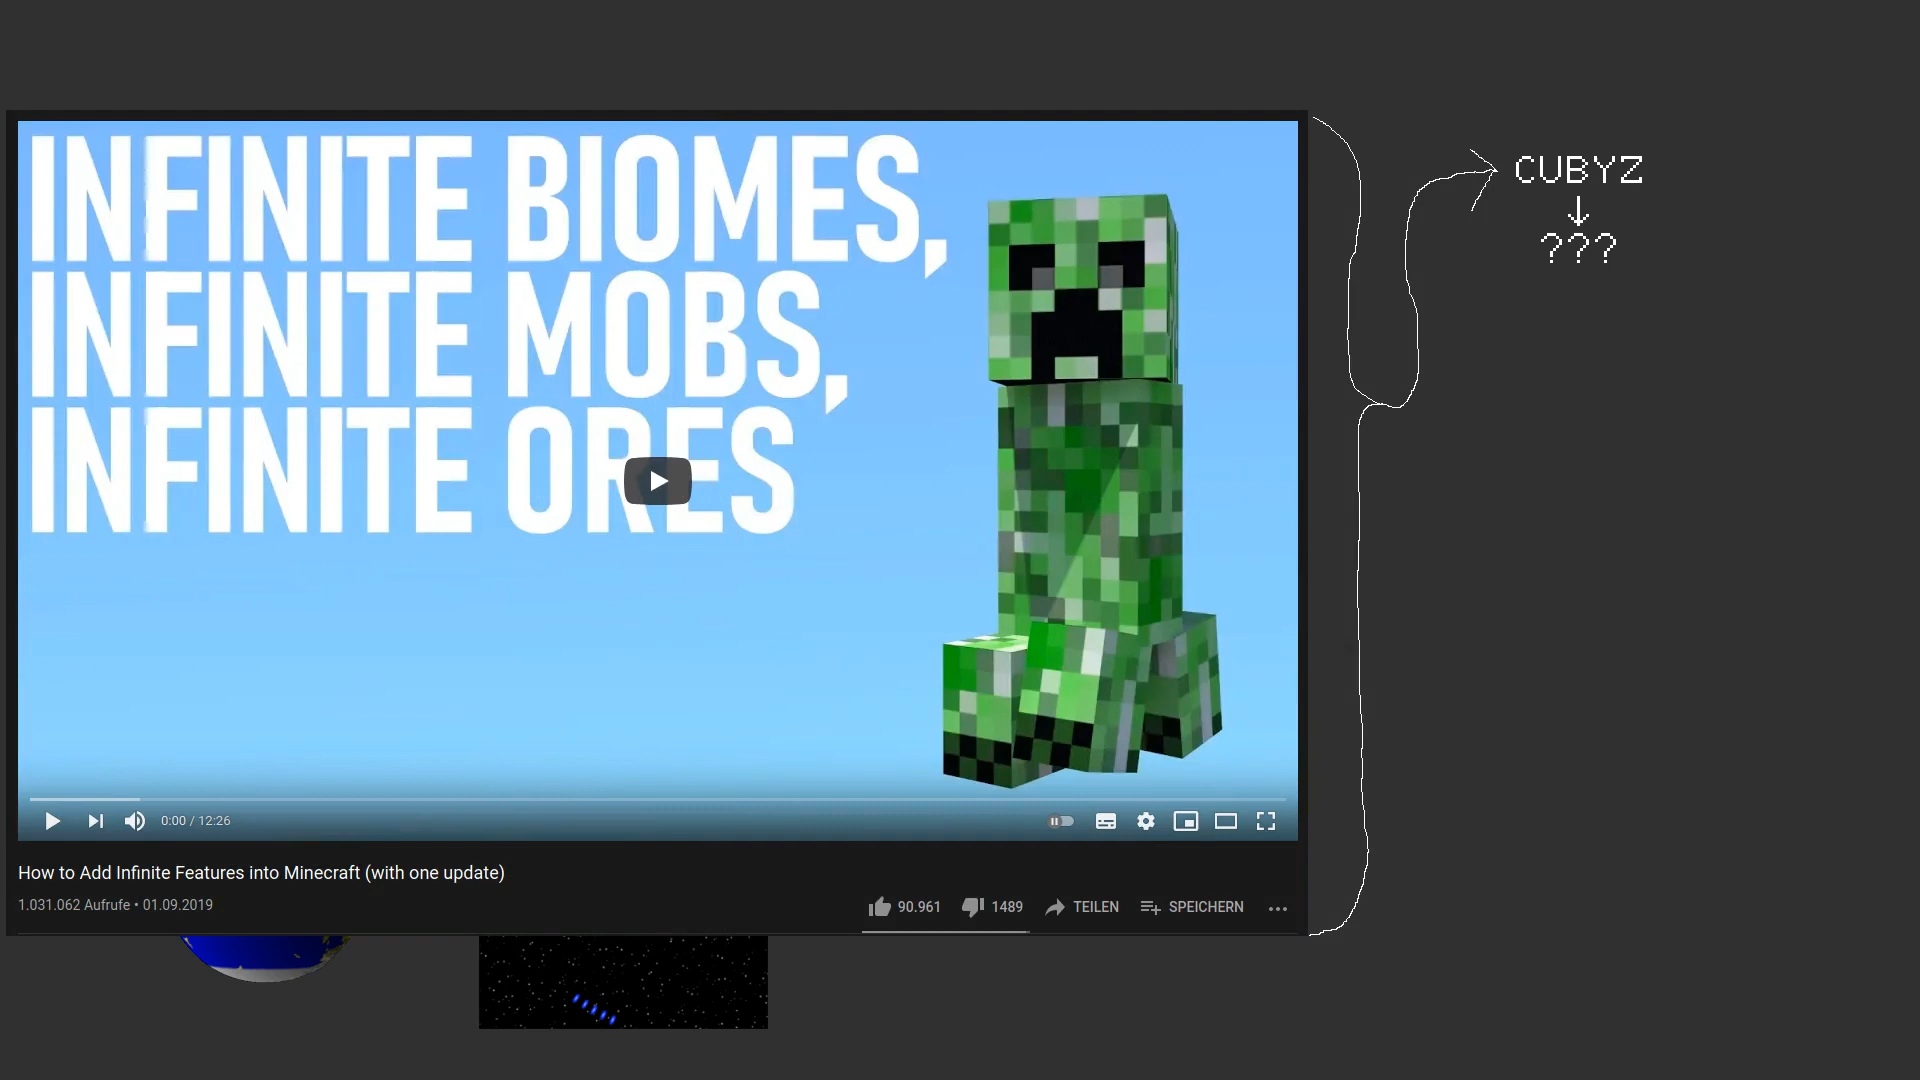 INFINITE BIOMES,
INFINITE MOBS,
INFINITE ORES
0:00 / 12:26
How to Add Infinite Features into Minecraft (with one update)
1.031.062 Aufrufe • 01.09.2019
90.961 1489 TEILEN SPEICHERN
CUBYZ
???